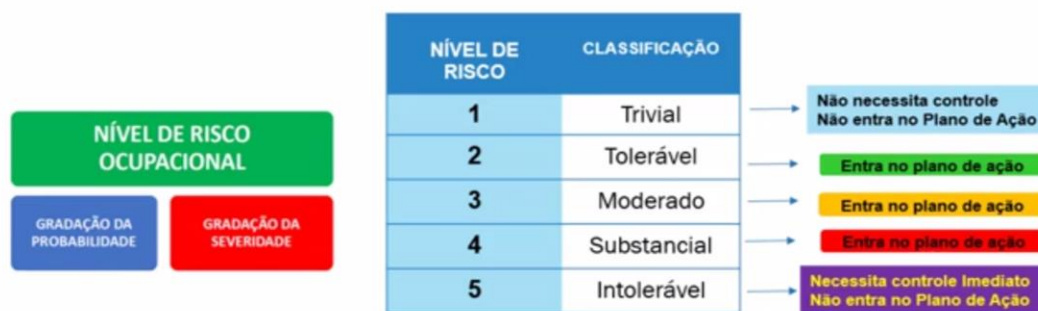 NÍVEL DE RISCO
OCUPACIONAL
GRADAÇÃO DA
PROBABILIDADE
GRADAÇÃO DA
SEVERIDADE
NÍVEL DE
RISCO
CLASSIFICAÇÃO
1
Trivial
Não necessita controle
Não entra no Plano de Ação
2
Tolerável
Entra no plano de ação
3
Moderado
Entra no plano de ação
4
Substancial
Entra no plano de ação
5
Intolerável
Necessita controle Imediato
Não entra no Plano de Ação